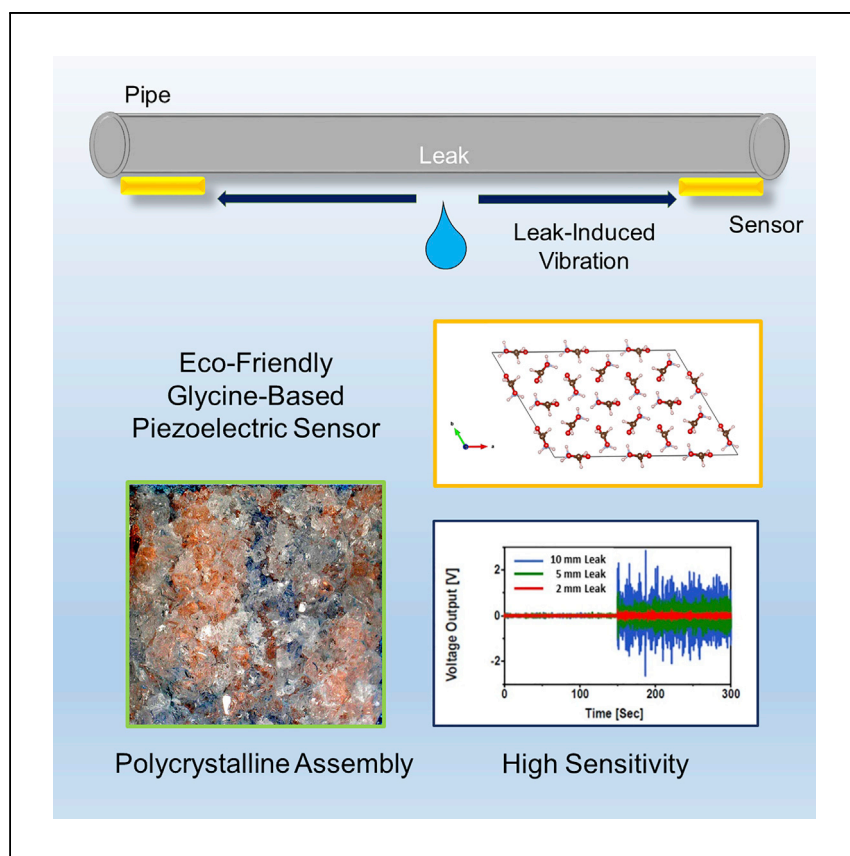 Pipe
Leak
Leak-Induced
Vibration
Sensor
Eco-Friendly
Glycine-Based
Piezoelectric Sensor
b
a
Polycrystalline Assembly
Voltage Output [V]
2
0
-2
10 mm Leak
5 mm Leak
2 mm Leak
0
100
200
300
Time [Sec]
High Sensitivity